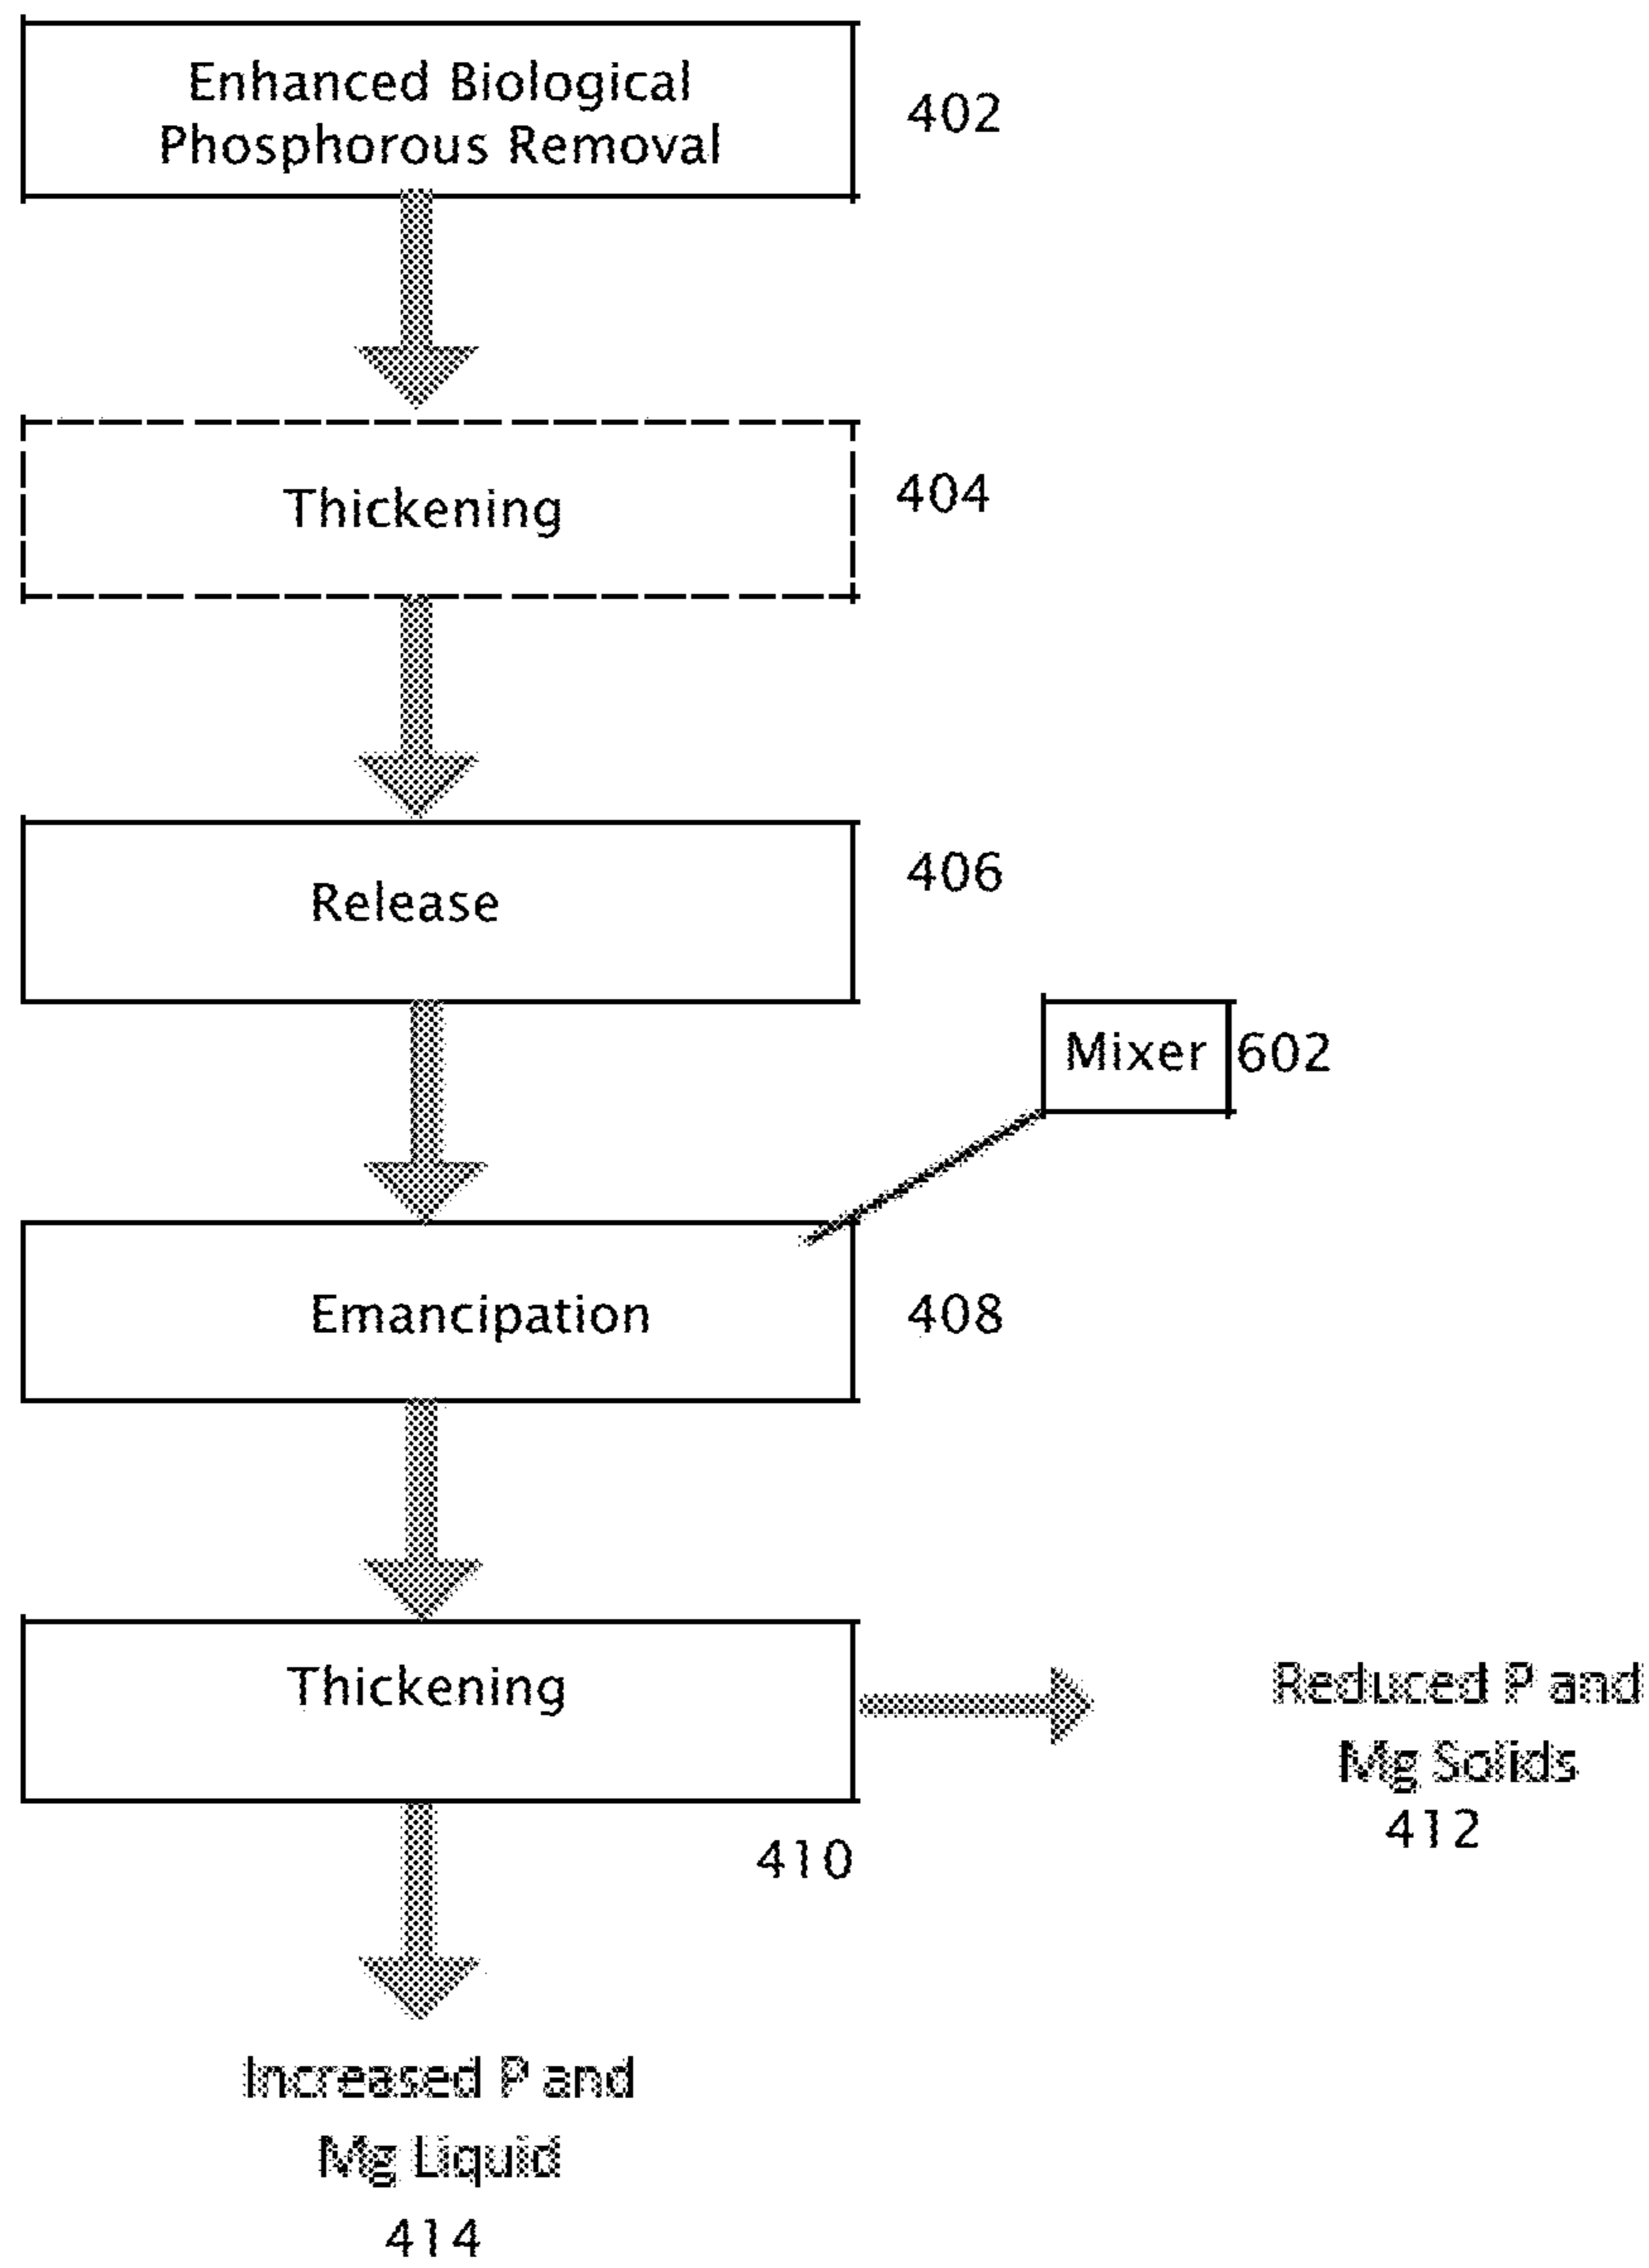 Enhanced Biological
Phosphorous Removal
402
Thickening
404
Release
406
Mixer
602
Emancipation
408
Thickening
410
Reduced P and
Mg Solids
412
Increased P and
Mg Liquid
414